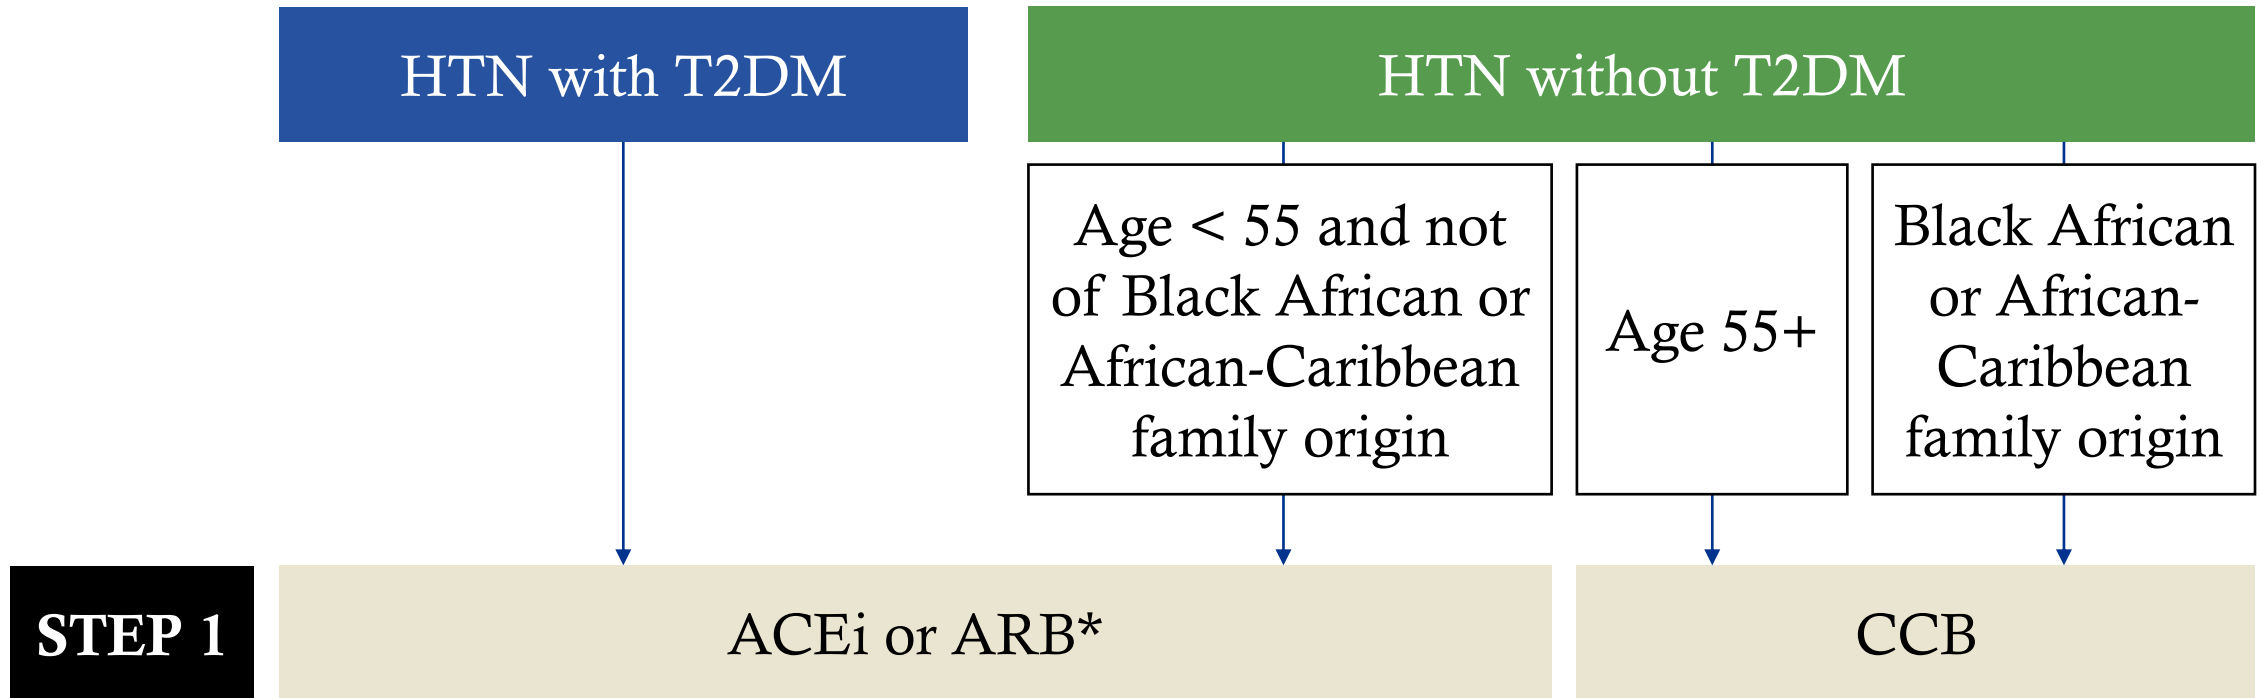 HTN with T2DM
HTN without T2DM
Age < 55 and not
of Black African or
African-Caribbean
family origin
Age 55+
Black African
or African-
Caribbean
family origin
STEP 1
ACEi or ARB*
CCB